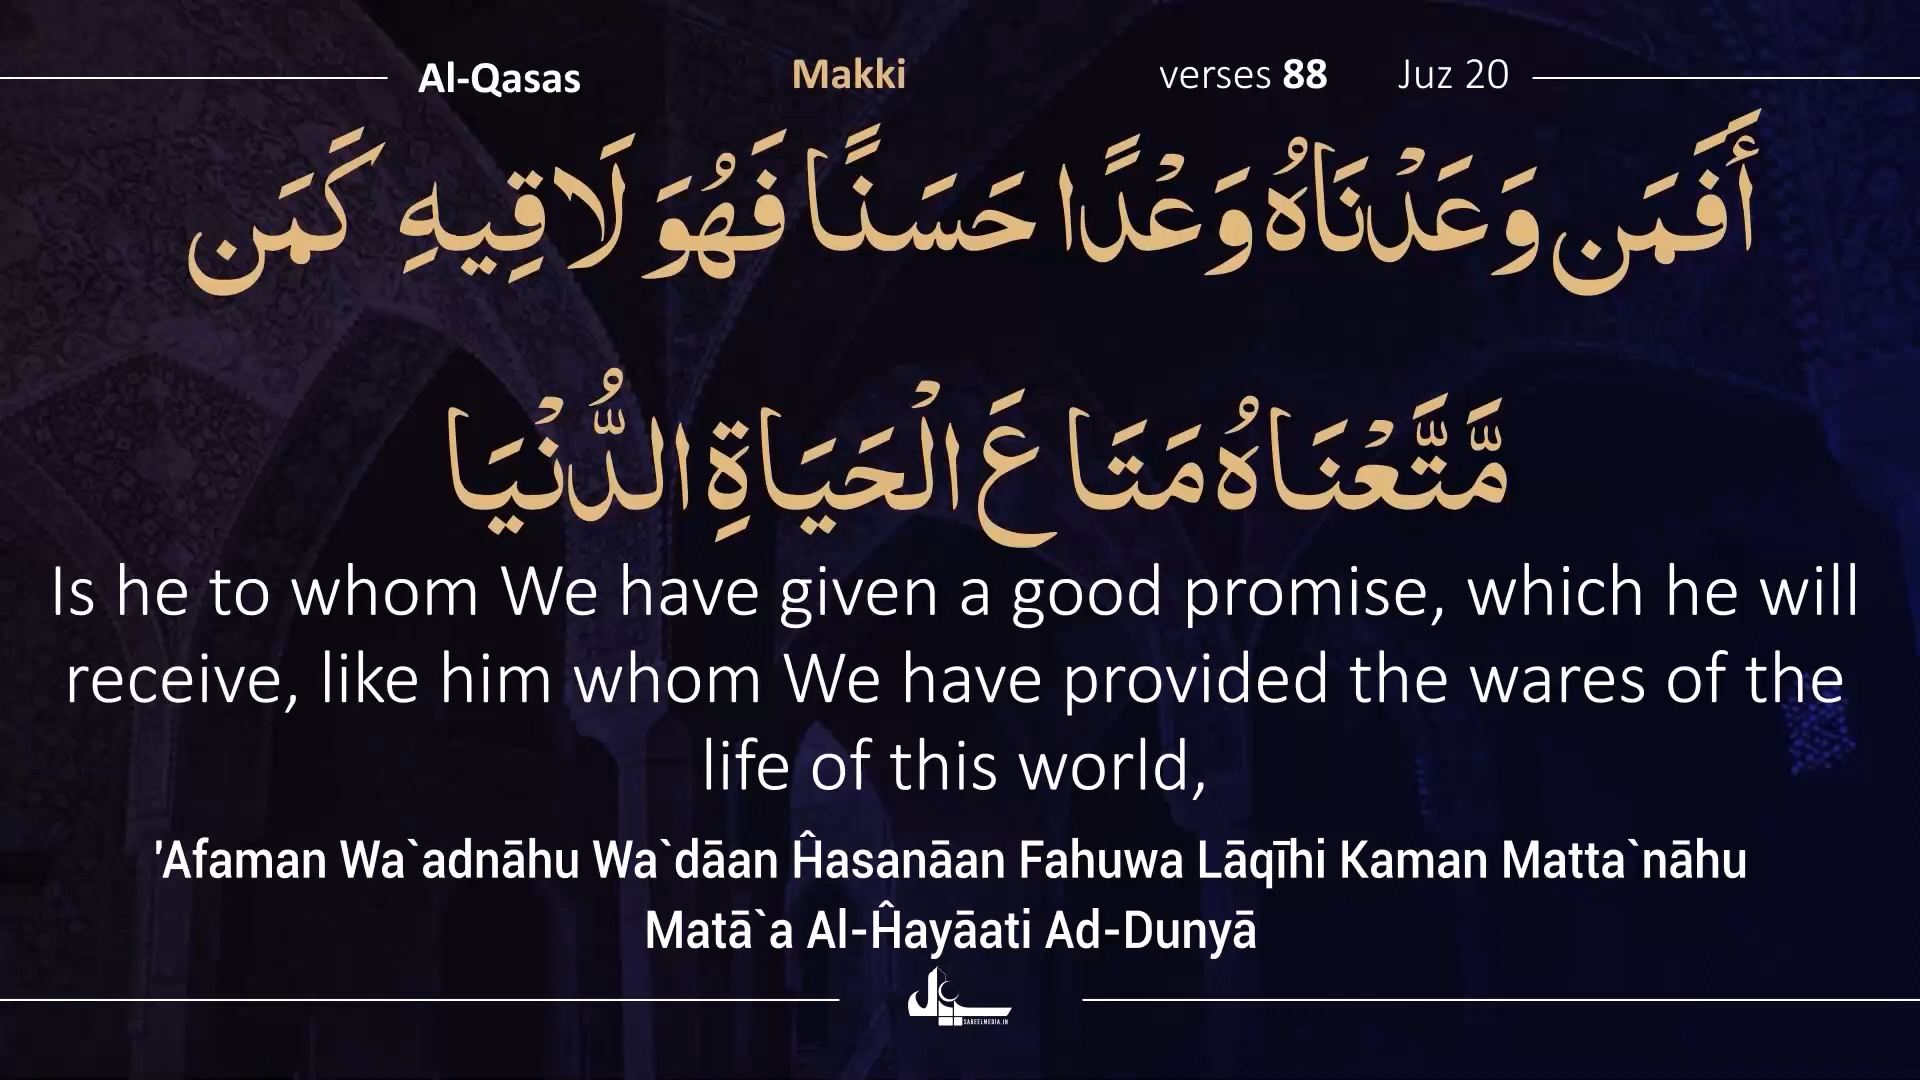 Al-Qasas Makki verses 88 Juz 20
أَفَمَن وَعَدْنَاهُ وَعْدًا حَسَنًا فَهُوَ لَاقِيهِ كَمَن
مَّتَّعْنَاهُ مَتَاعَ الْحَيَاةِ الدُّنْيَا
Is he to whom We have given a good promise, which he will
receive, like him whom We have provided the wares of the
life of this world,
'Afaman Wa`adnāhu Wa`dāan Ĥasanāan Fahuwa Lāqīhi Kaman Matta`nāhu
Matā`a Al-Ĥayāati Ad-Dunyā
SABEELMEDIA.IN